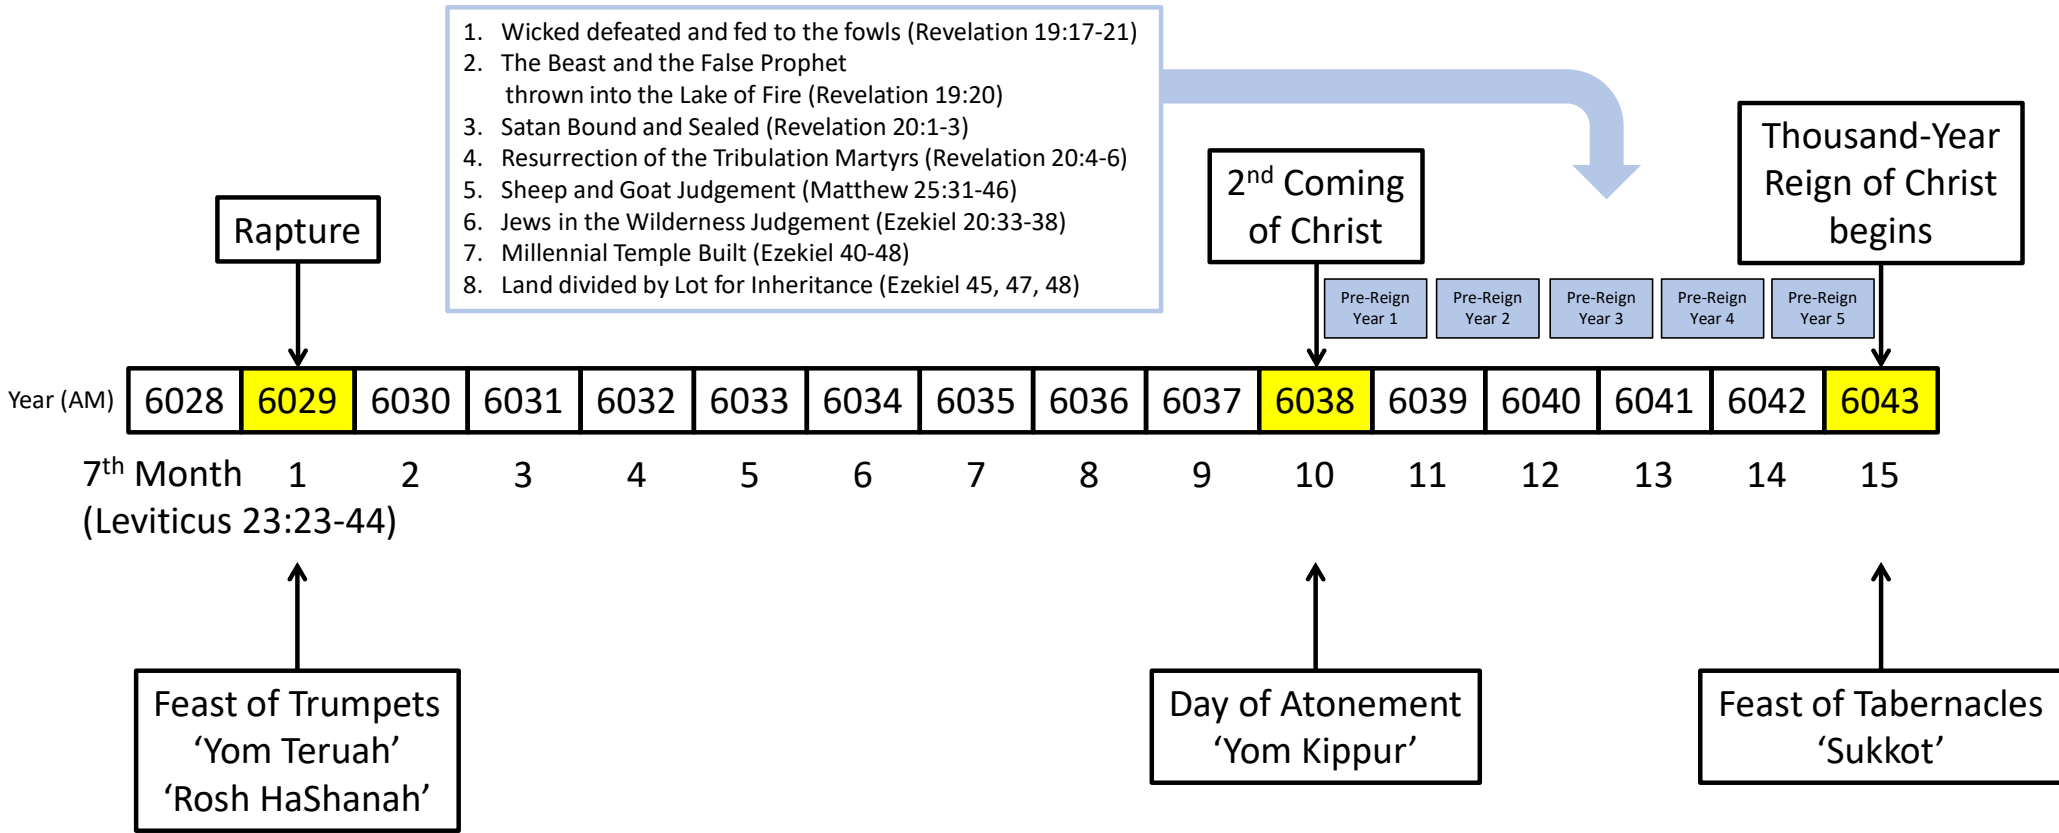 1. Wicked defeated and fed to the fowls (Revelation 19:17-21)
2. The Beast and the False Prophet
thrown into the Lake of Fire (Revelation 19:20)
3. Satan Bound and Sealed (Revelation 20:1-3)
4. Resurrection of the Tribulation Martyrs (Revelation 20:4-6)
5. Sheep and Goat Judgement (Matthew 25:31-46)
6. Jews in the Wilderness Judgement (Ezekiel 20:33-38)
7. Millennial Temple Built (Ezekiel 40-48)
8. Land divided by Lot for Inheritance (Ezekiel 45, 47, 48)
Rapture
2nd Coming
of Christ
Thousand-Year
Reign of Christ
begins
Pre-Reign
Year 1
Pre-Reign
Year 2
Pre-Reign
Year 3
Pre-Reign
Year 4
Pre-Reign
Year 5
Year (AM) 6028 6029 6030 6031 6032 6033 6034 6035 6036 6037 6038 6039 6040 6041 6042 6043
7th Month 1 2 3 4 5 6 7 8 9 10 11 12 13 14 15
(Leviticus 23:23-44)
Feast of Trumpets
‘Yom Teruah’
‘Rosh HaShanah’
Day of Atonement
‘Yom Kippur’
Feast of Tabernacles
‘Sukkot’